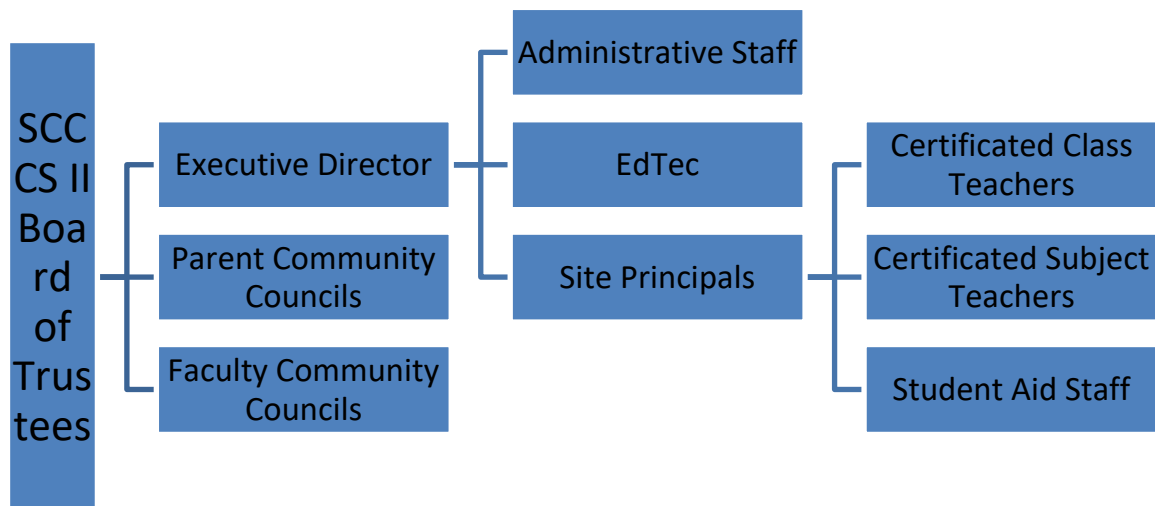 SCC
CS II
Boa
rd
of
Trus
tees
Executive Director
Parent Community
Councils
Faculty Community
Councils
Administrative Staff
EdTec
Site Principals
Certificated Class
Teachers
Certificated Subject
Teachers
Student Aid Staff